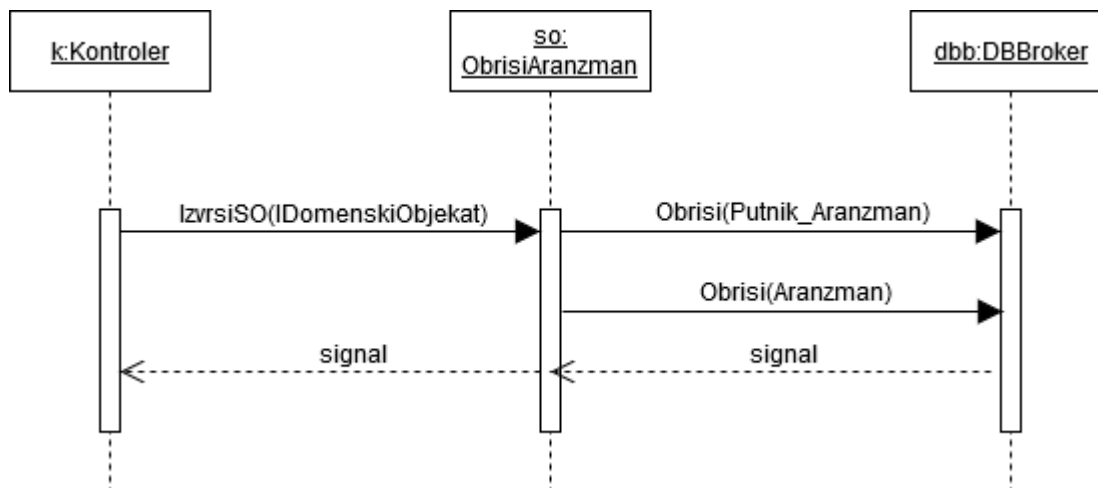 k:Kontroler
so:
ObrisiAranzman
dbb:DBBroker
IzvrsiSO(IDomenskiObjekat)
Obrisi(Putnik_Aranzman)
Obrisi(Aranzman)
signal
signal